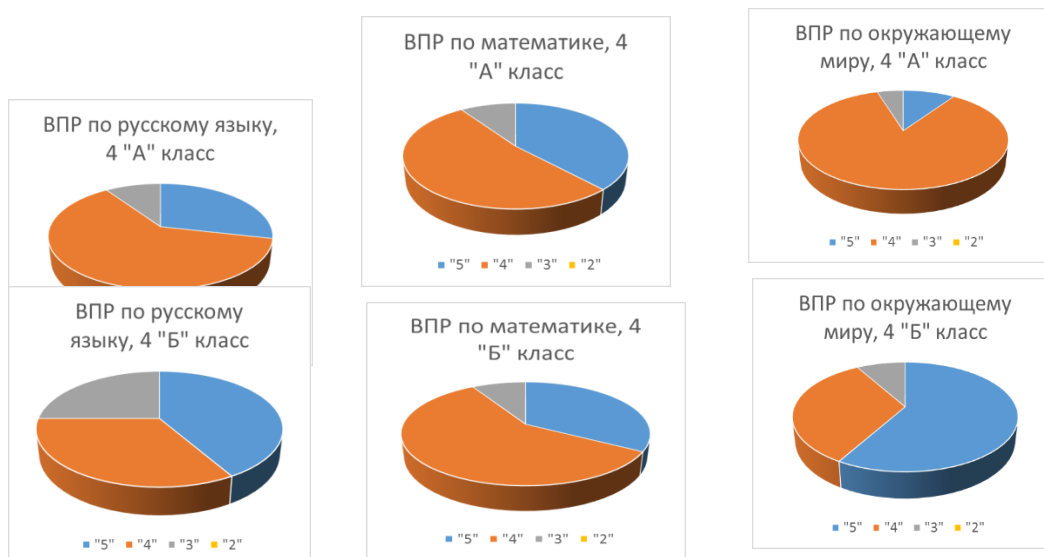 ВПР по русскому языку,
4 "А" класс
ВПР по математике, 4
"А" класс
"5" "4" "3" "2"
ВПР по окружающему
миру, 4 "А" класс
"5" "4" "3" "2"
ВПР по русскому
языку, 4 "Б" класс
"5" "4" "3" "2"
ВПР по математике, 4
"Б" класс
"5" "4" "3" "2"
ВПР по окружающему
миру, 4 "Б" класс
"5" "4" "3" "2"